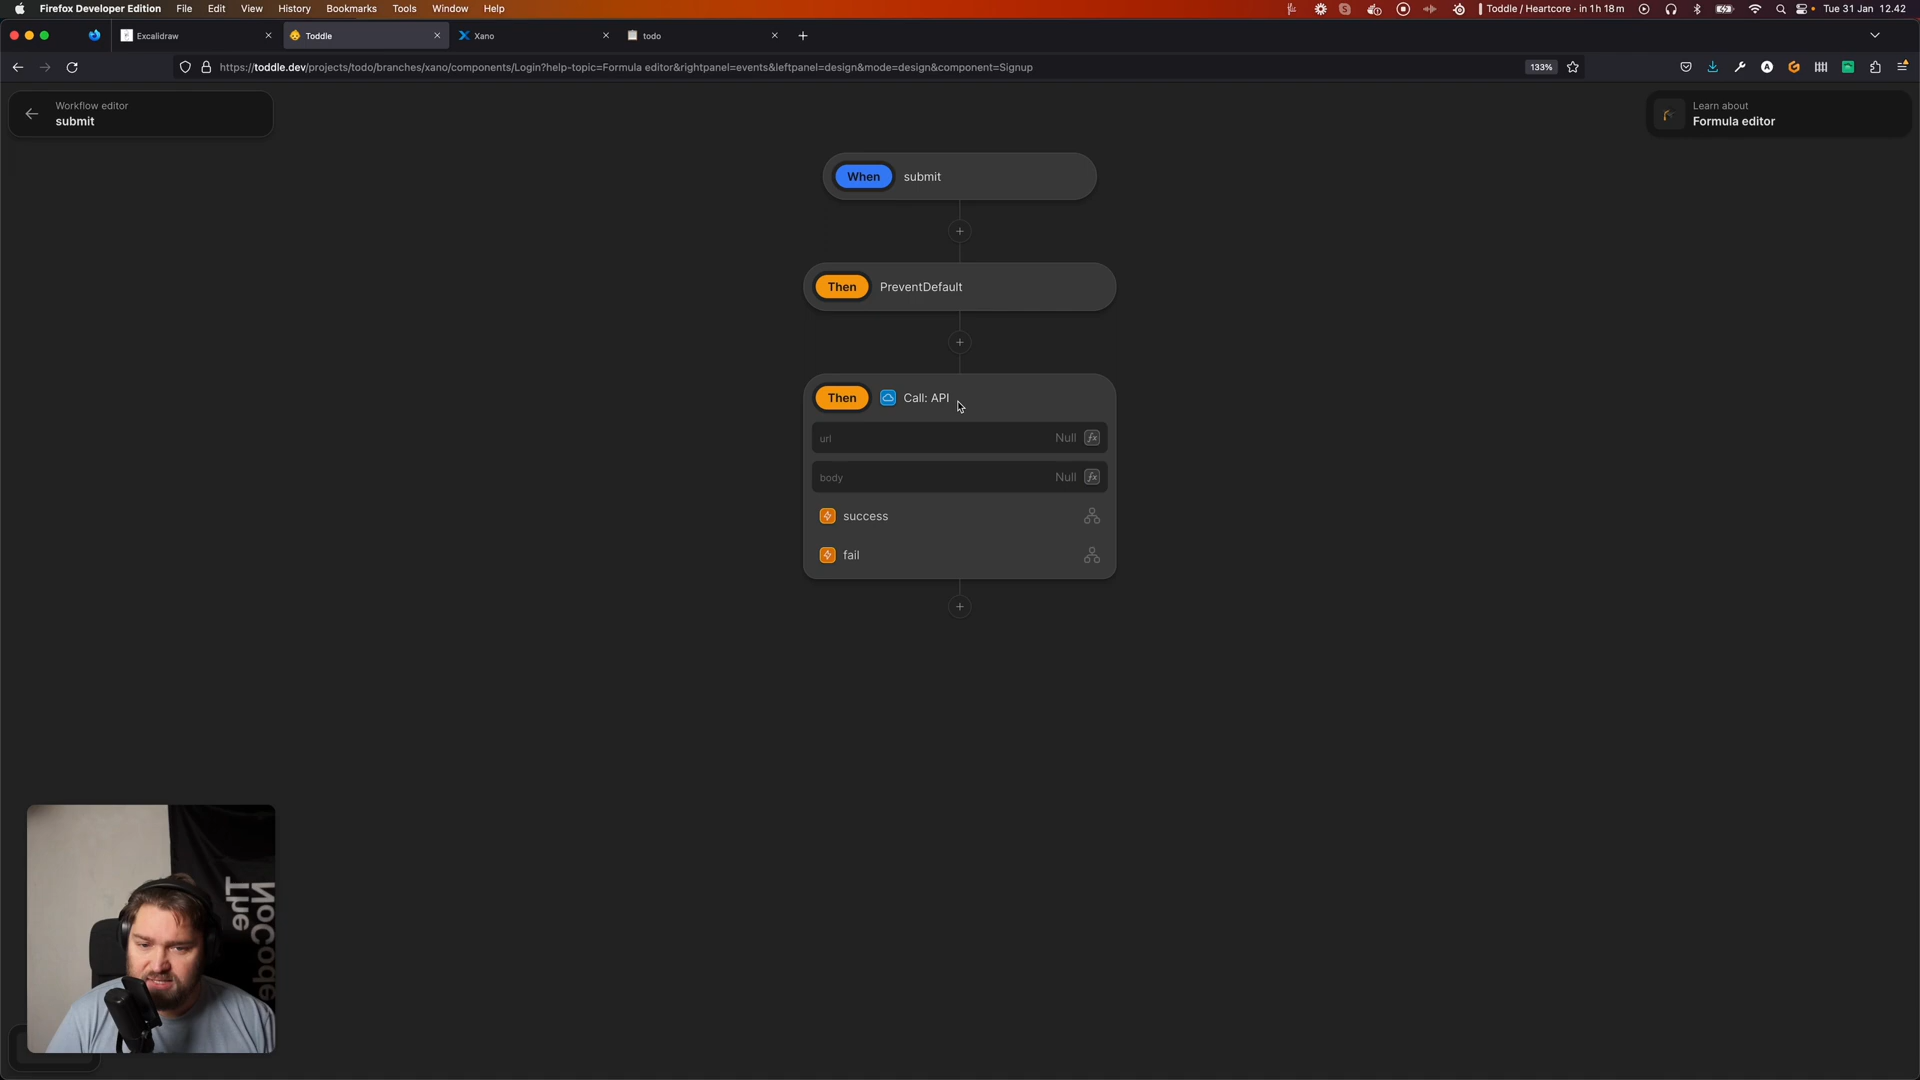 Firefox Developer Edition File Edit View History Bookmarks Tools Window Help
Toddle / Heartcore · in 1 h 18 m
Tue 31 Jan 12.42
Excalidraw
Toddle
Xano
todo
https://toddle.dev/projects/todo/branches/xano/components/Login?help-topic=Formula editor&rightpanel=events&leftpanel=design&mode=design&component=Signup
133%
Workflow editor
submit
Learn about
Formula editor
When submit
Then PreventDefault
Then Call: API
url Null fx
body Null fx
success
fail
The
NoCode